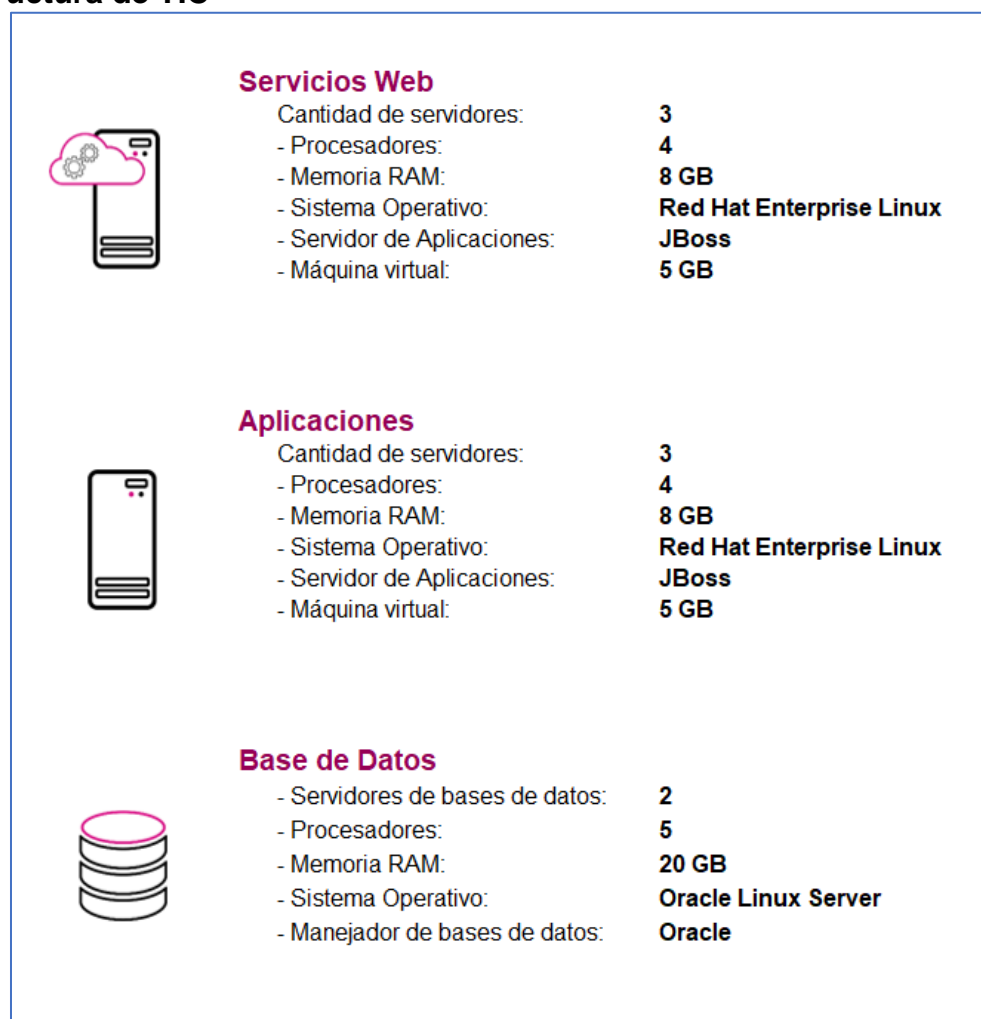 Servicios Web
Cantidad de servidores: 3
- Procesadores: 4
- Memoria RAM: 8 GB
- Sistema Operativo: Red Hat Enterprise Linux
- Servidor de Aplicaciones: JBoss
- Máquina virtual: 5 GB
Aplicaciones
Cantidad de servidores: 3
- Procesadores: 4
- Memoria RAM: 8 GB
- Sistema Operativo: Red Hat Enterprise Linux
- Servidor de Aplicaciones: JBoss
- Máquina virtual: 5 GB
Base de Datos
- Servidores de bases de datos: 2
- Procesadores: 5
- Memoria RAM: 20 GB
- Sistema Operativo: Oracle Linux Server
- Manejador de bases de datos: Oracle